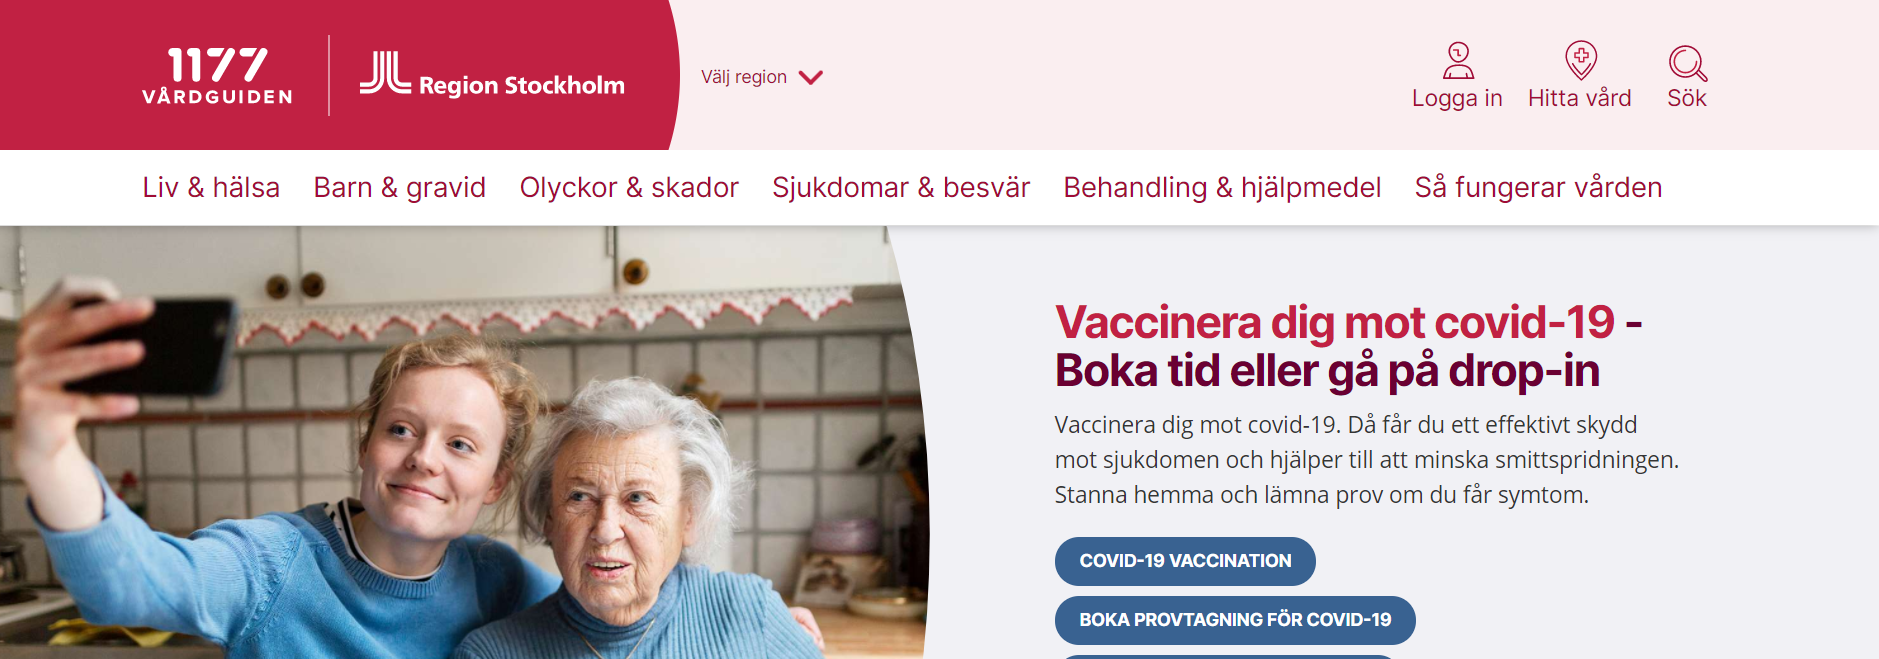 1177
VÅRDGUIDEN
Region Stockholm
Välj region
Logga in
Hitta vård
Sök
Liv & hälsa
Barn & gravid
Olyckor & skador
Sjukdomar & besvär
Behandling & hjälpmedel
Så fungerar vården
Vaccinera dig mot covid-19 -
Boka tid eller gå på drop-in
Vaccinera dig mot covid-19. Då får du ett effektivt skydd
mot sjukdomen och hjälper till att minska smittspridningen.
Stanna hemma och lämna prov om du får symtom.
COVID-19 VACCINATION
BOKA PROVTAGNING FÖR COVID-19